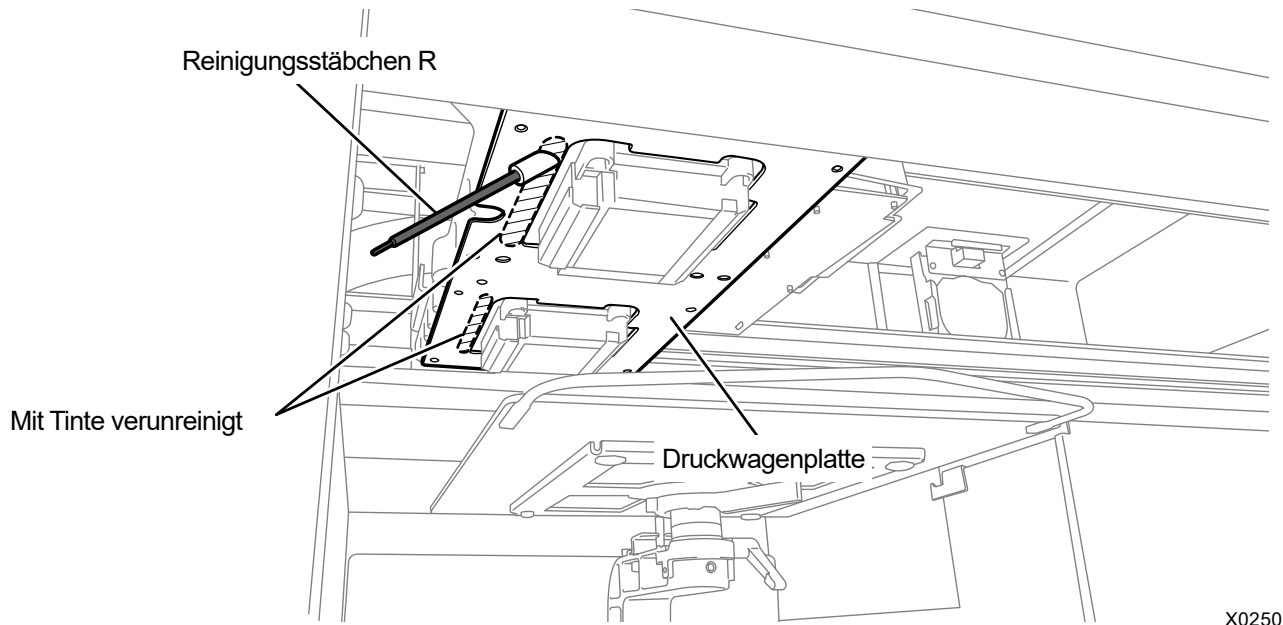 Reinigungsstäbchen R
Mit Tinte verunreinigt
Druckwagenplatte
X0250